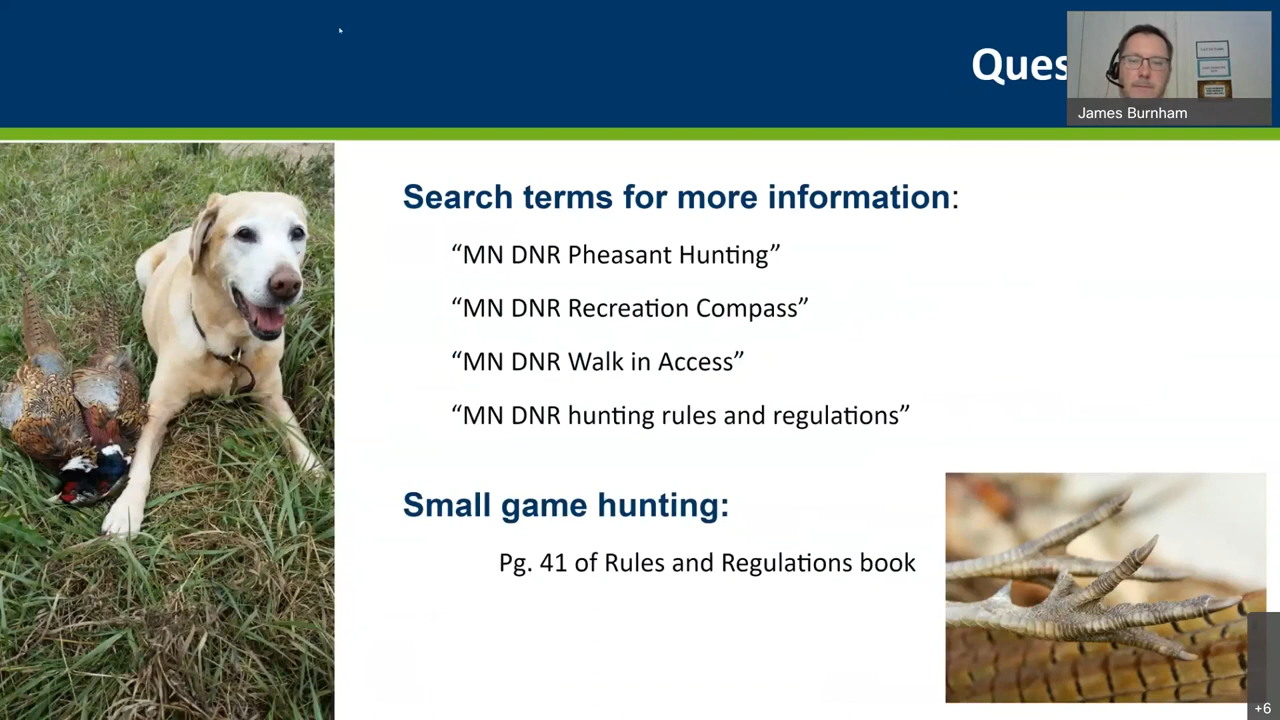 Ques
James Burnham
Search terms for more information:
“MN DNR Pheasant Hunting”
“MN DNR Recreation Compass”
“MN DNR Walk in Access”
“MN DNR hunting rules and regulations”
Small game hunting:
Pg. 41 of Rules and Regulations book
+6